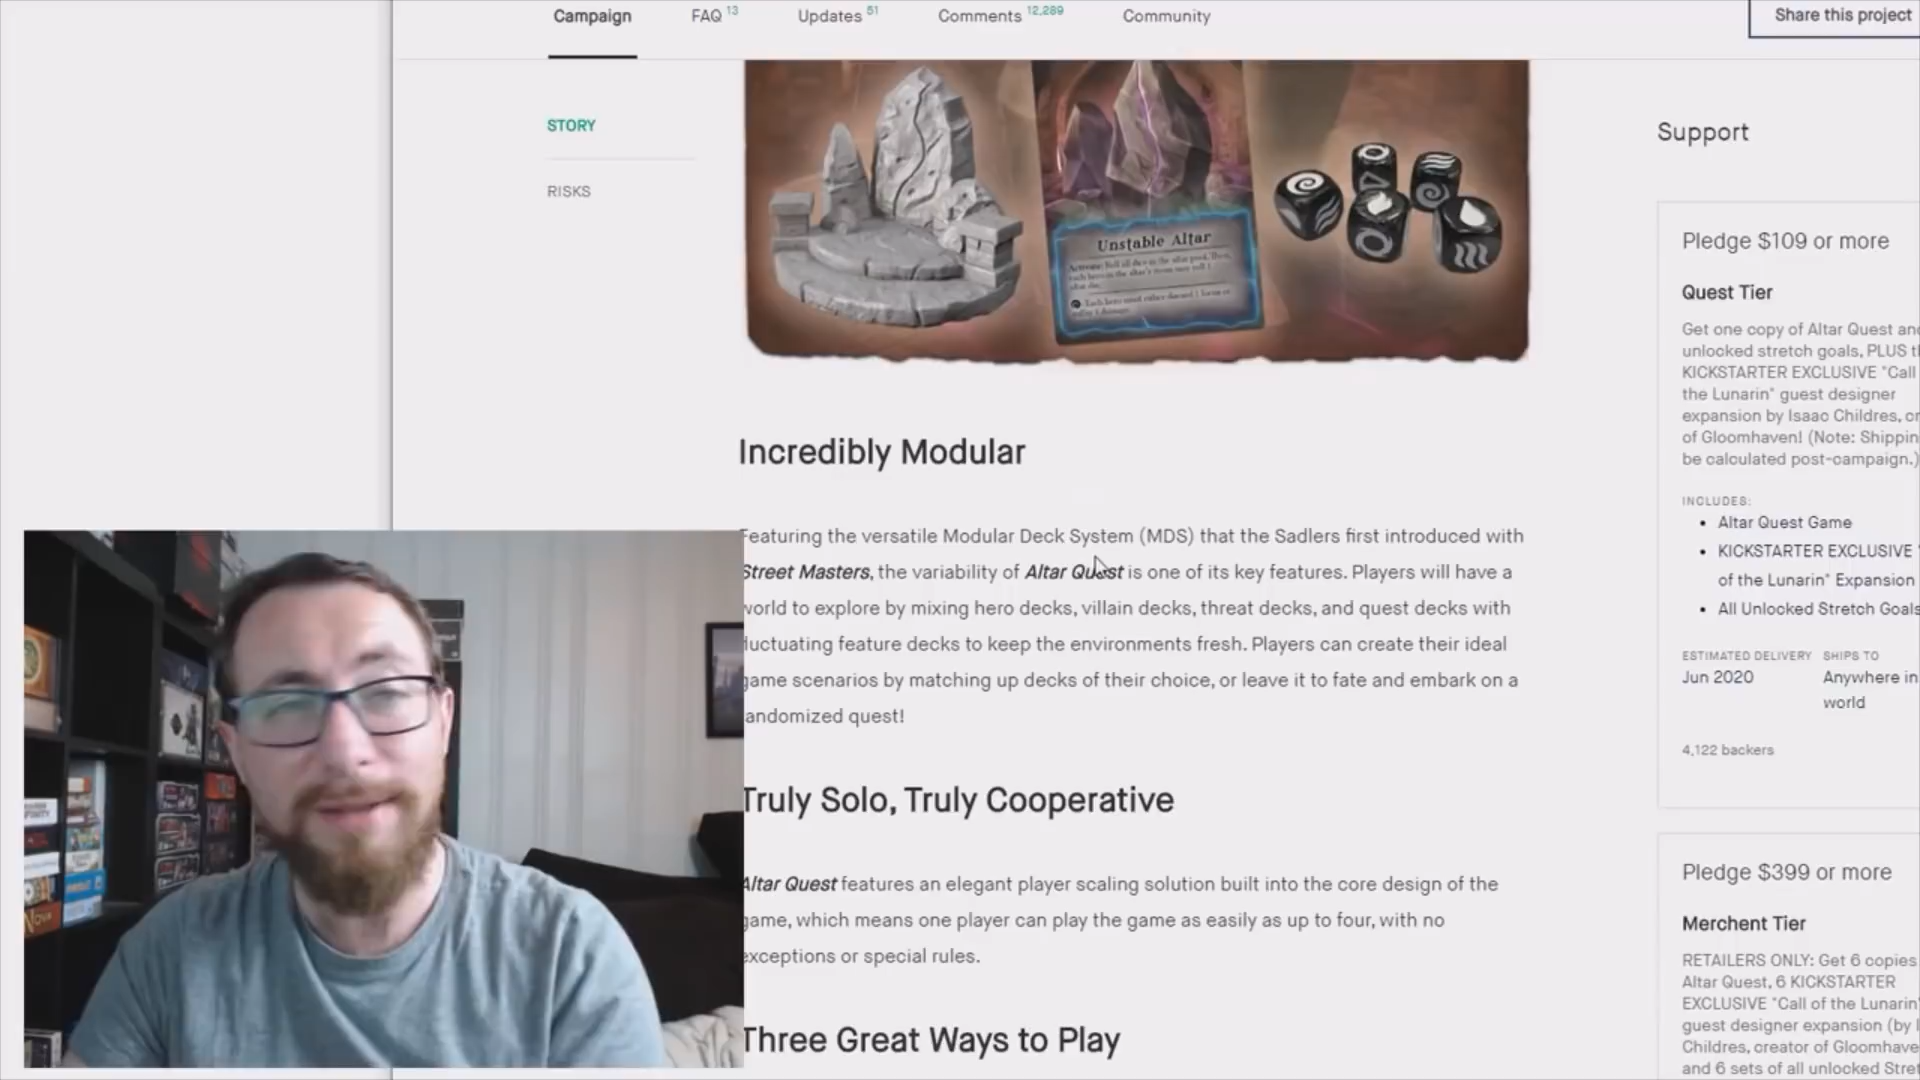 Campaign
FAQ 13
Updates 51
Comments 12,289
Community
Share this project
STORY
RISKS
Unstable Altar
Incredibly Modular
Featuring the versatile Modular Deck System (MDS) that the Sadlers first introduced with
Street Masters, the variability of Altar Quest is one of its key features. Players will have a
world to explore by mixing hero decks, villain decks, threat decks, and quest decks with
fluctuating feature decks to keep the environments fresh. Players can create their ideal
game scenarios by matching up decks of their choice, or leave it to fate and embark on a
randomized quest!
Truly Solo, Truly Cooperative
Altar Quest features an elegant player scaling solution built into the core design of the
game, which means one player can play the game as easily as up to four, with no
exceptions or special rules.
Three Great Ways to Play
Support
Pledge $109 or more
Quest Tier
Get one copy of Altar Quest and
unlocked stretch goals, PLUS
KICKSTARTER EXCLUSIVE "Call
the Lunarin" guest designer
expansion by Isaac Childres,
of Gloomhaven! (Note: Shippin
be calculated post-campaign.)
INCLUDES:
Altar Quest Game
KICKSTARTER EXCLUSIVE
of the Lunarin" Expansion
All Unlocked Stretch Goals
ESTIMATED DELIVERY
Jun 2020
SHIPS TO
Anywhere in
world
4,122 backers
Pledge $399 or more
Merchent Tier
RETAILERS ONLY: Get 6 copies
Altar Quest, 6 KICKSTARTER
EXCLUSIVE "Call of the Lunarin"
guest designer expansion (by
Childres, creator of Gloomhave
and 6 sets of all unlocked Stret